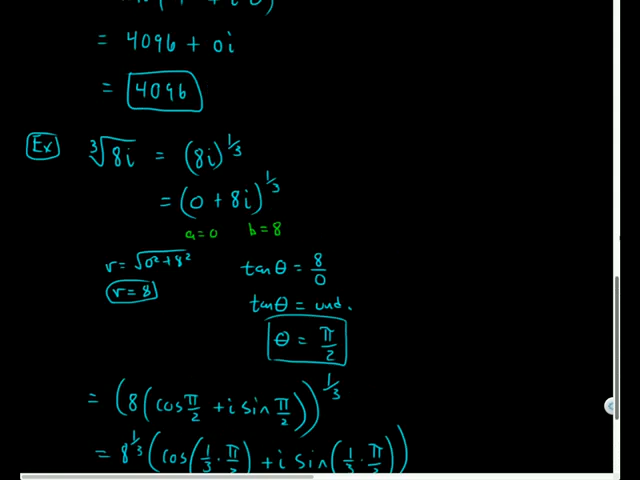 = 4096 + 0i
= 4096
Ex ∛8i = (8i)^1/3
= (0 + 8i)^1/3
a=0 b=8
r = √0²+8² tanθ = 8/0
r = 8 tanθ = und.
θ = π/2
= (8(cos π/2 + i sin π/2))^1/3
= 8^1/3 (cos(1/3 · π/2) + i sin(1/3 · π/2))